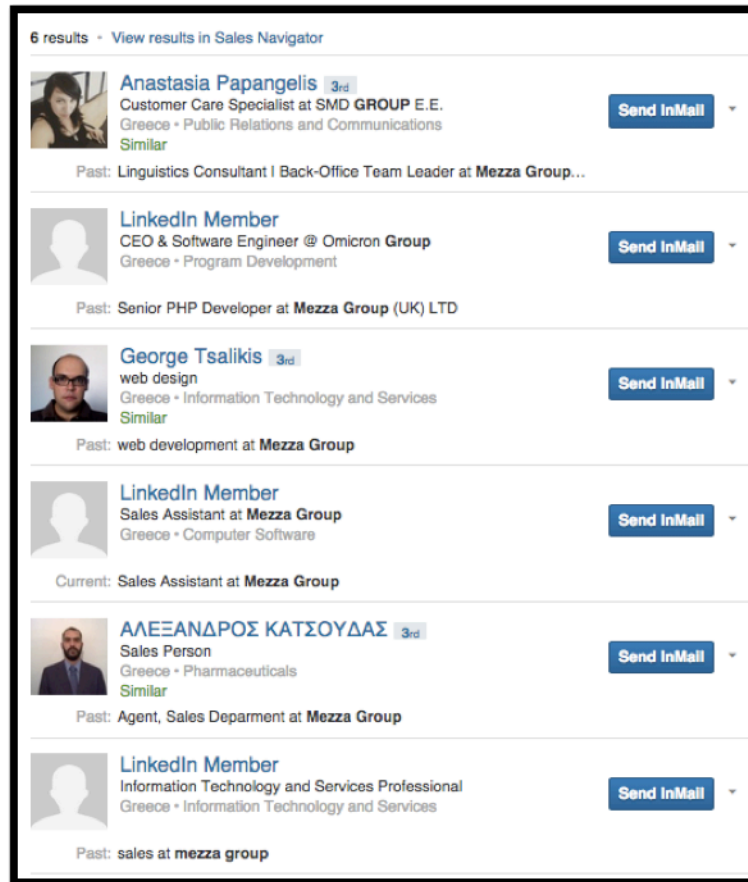 6 results • View results in Sales Navigator
Anastasia Papangelis 3rd
Customer Care Specialist at SMD GROUP E.E.
Greece • Public Relations and Communications
Similar
Send InMail
Past: Linguistics Consultant I Back-Office Team Leader at Mezza Group...
LinkedIn Member
CEO & Software Engineer @ Omicron Group
Greece • Program Development
Send InMail
Past: Senior PHP Developer at Mezza Group (UK) LTD
George Tsalikis 3rd
web design
Greece • Information Technology and Services
Similar
Send InMail
Past: web development at Mezza Group
LinkedIn Member
Sales Assistant at Mezza Group
Greece • Computer Software
Send InMail
Current: Sales Assistant at Mezza Group
ΑΛΕΞΑΝΔΡΟΣ ΚΑΤΣΟΥΔΑΣ 3rd
Sales Person
Greece • Pharmaceuticals
Similar
Send InMail
Past: Agent, Sales Deparment at Mezza Group
LinkedIn Member
Information Technology and Services Professional
Greece • Information Technology and Services
Send InMail
Past: sales at mezza group